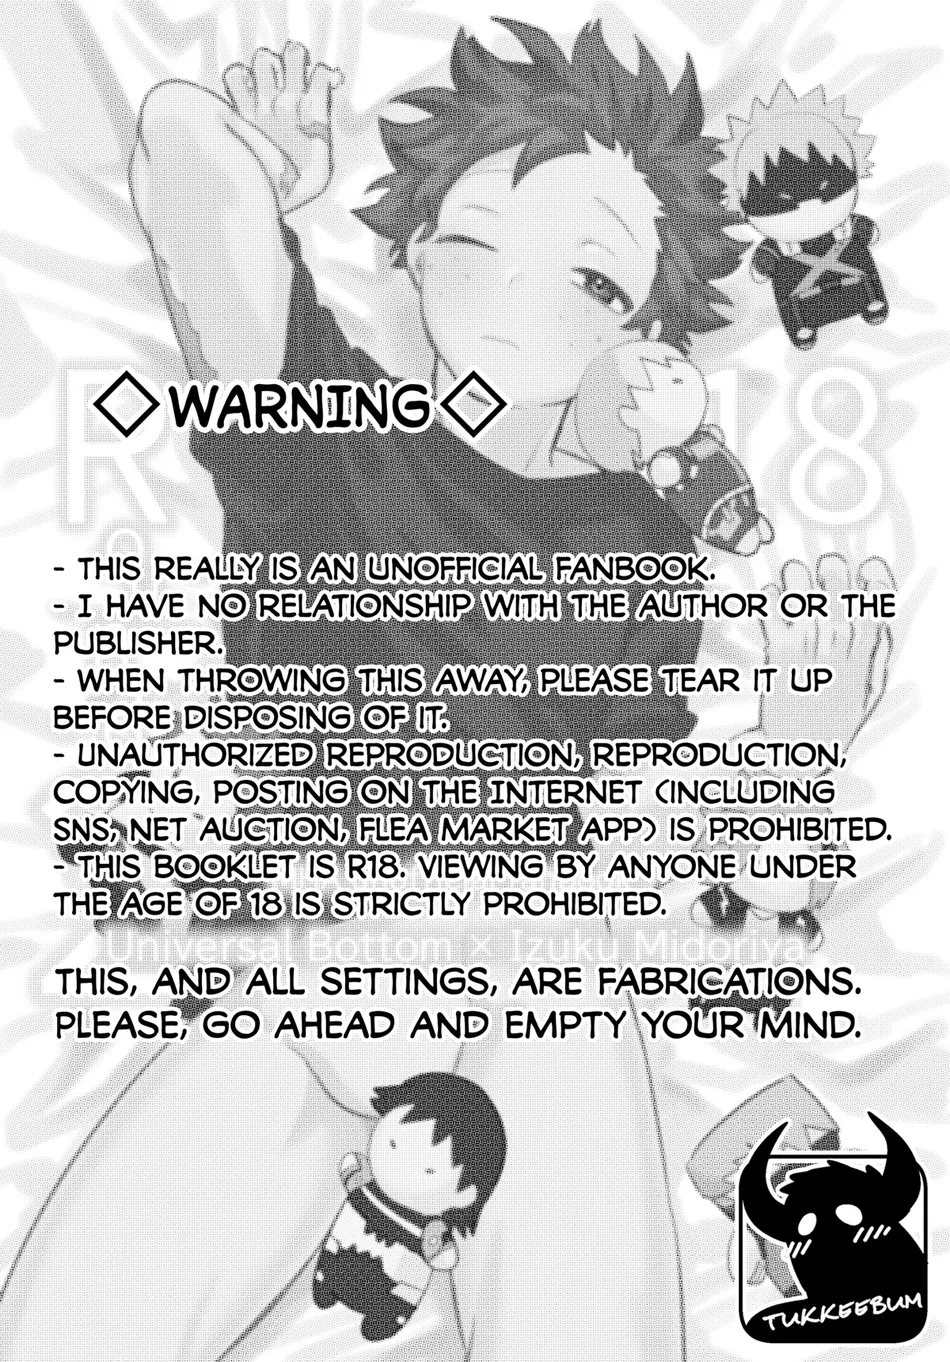 R 18
◇WARNING◇
- THIS REALLY IS AN UNOFFICIAL FANBOOK.
- I HAVE NO RELATIONSHIP WITH THE AUTHOR OR THE
PUBLISHER.
- WHEN THROWING THIS AWAY, PLEASE TEAR IT UP
BEFORE DISPOSING OF IT.
- UNAUTHORIZED REPRODUCTION, REPRODUCTION,
COPYING, POSTING ON THE INTERNET (INCLUDING
SNS, NET AUCTION, FLEA MARKET APP) IS PROHIBITED.
- THIS BOOKLET IS R18. VIEWING BY ANYONE UNDER
THE AGE OF 18 IS STRICTLY PROHIBITED.
Universal Bottom × Izuku Midoriya
THIS, AND ALL SETTINGS, ARE FABRICATIONS.
PLEASE, GO AHEAD AND EMPTY YOUR MIND.
TUKKEEBUM